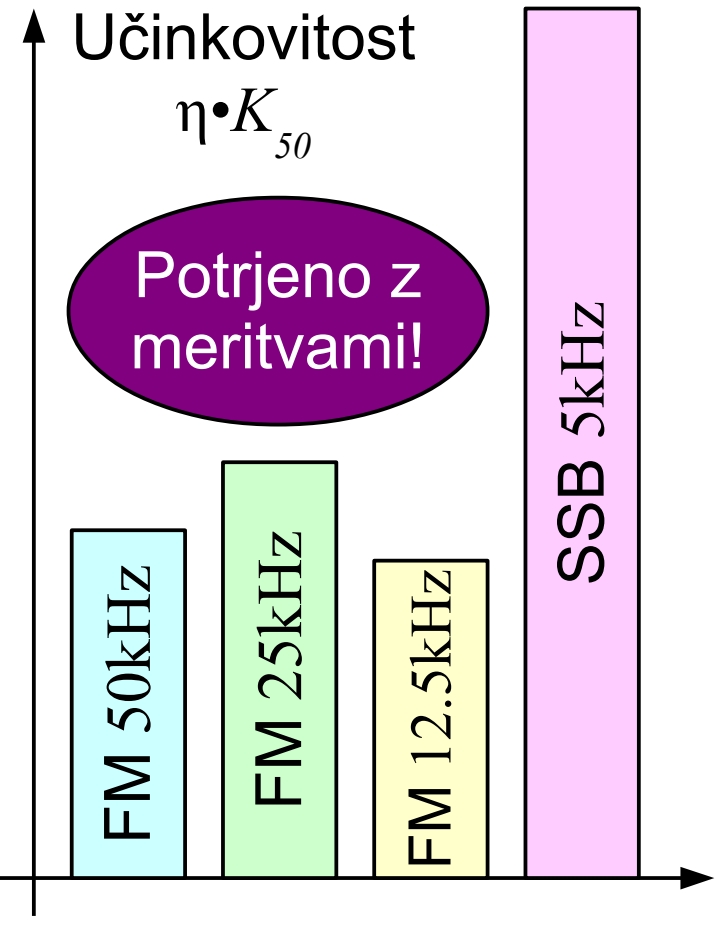 Učinkovitost
η•K50
Potrjeno z
meritvami!
FM 50kHz
FM 25kHz
FM 12.5kHz
SSB 5kHz